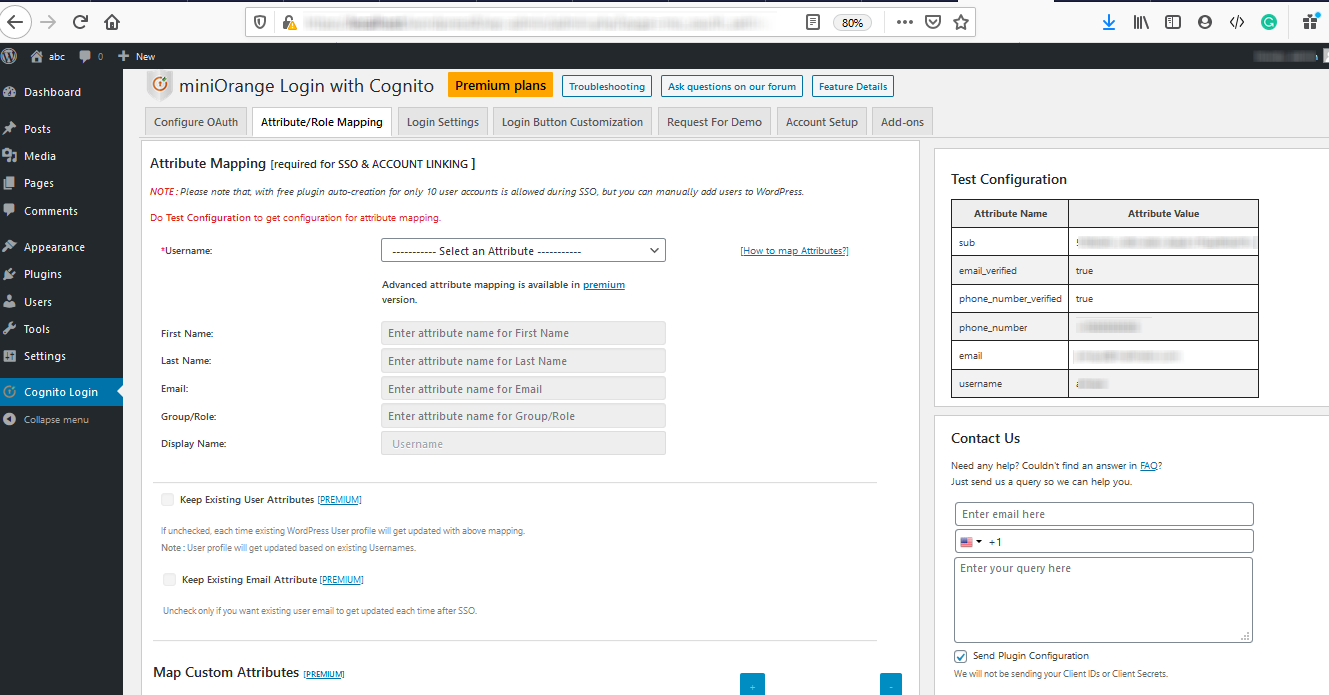 80%
abc
0
New
miniOrange Login with Cognito
Premium plans
Troubleshooting
Ask questions on our forum
Feature Details
Dashboard
Posts
Media
Pages
Comments
Appearance
Plugins
Users
Tools
Settings
Cognito Login
Collapse menu
Configure OAuth
Attribute/Role Mapping
Login Settings
Login Button Customization
Request For Demo
Account Setup
Add-ons
Attribute Mapping [required for SSO & ACCOUNT LINKING ]
NOTE : Please note that, with free plugin auto-creation for only 10 user accounts is allowed during SSO, but you can manually add users to WordPress.
Do Test Configuration to get configuration for attribute mapping.
*Username:
----------- Select an Attribute -----------
[How to map Attributes?]
Advanced attribute mapping is available in premium
version.
First Name:
Enter attribute name for First Name
Last Name:
Enter attribute name for Last Name
Email:
Enter attribute name for Email
Group/Role:
Enter attribute name for Group/Role
Display Name:
Username
Keep Existing User Attributes [PREMIUM]
If unchecked, each time existing WordPress User profile will get updated with above mapping.
Note : User profile will get updated based on existing Usernames.
Keep Existing Email Attribute [PREMIUM]
Uncheck only if you want existing user email to get updated each time after SSO.
Map Custom Attributes [PREMIUM]
+
-
Test Configuration
Attribute Name
Attribute Value
sub
email_verified
true
phone_number_verified
true
phone_number
email
username
Contact Us
Need any help? Couldn't find an answer in FAQ?
Just send us a query so we can help you.
Enter email here
+1
Enter your query here
Send Plugin Configuration
We will not be sending your Client IDs or Client Secrets.